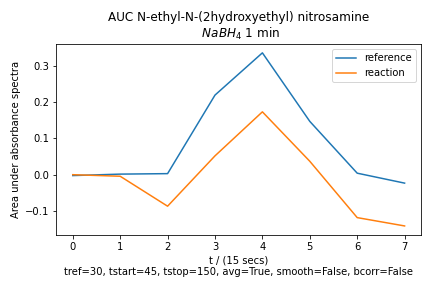 AUC N-ethyl-N-(2hydroxyethyl) nitrosamine
NaBH₄ 1 min
reference
reaction
Area under absorbance spectra
0.3
0.2
0.1
0.0
−0.1
0 1 2 3 4 5 6 7
t / (15 secs)
tref=30, tstart=45, tstop=150, avg=True, smooth=False, bcorr=False